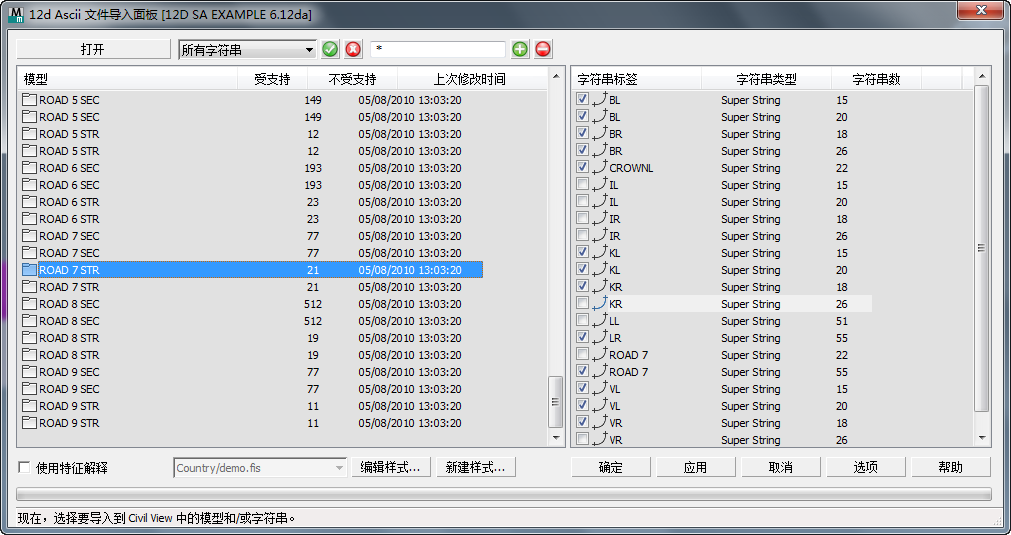 12d Ascii 文件导入面板 [12D SA EXAMPLE 6.12da]
打开 所有字符串 *
模型 受支持 不受支持 上次修改时间
ROAD 5 SEC 149 05/08/2010 13:03:20
ROAD 5 SEC 149 05/08/2010 13:03:20
ROAD 5 STR 12 05/08/2010 13:03:20
ROAD 5 STR 12 05/08/2010 13:03:20
ROAD 6 SEC 193 05/08/2010 13:03:20
ROAD 6 SEC 193 05/08/2010 13:03:20
ROAD 6 STR 23 05/08/2010 13:03:20
ROAD 6 STR 23 05/08/2010 13:03:20
ROAD 7 SEC 77 05/08/2010 13:03:20
ROAD 7 SEC 77 05/08/2010 13:03:20
ROAD 7 STR 21 05/08/2010 13:03:20
ROAD 7 STR 21 05/08/2010 13:03:20
ROAD 8 SEC 512 05/08/2010 13:03:20
ROAD 8 SEC 512 05/08/2010 13:03:20
ROAD 8 STR 19 05/08/2010 13:03:20
ROAD 8 STR 19 05/08/2010 13:03:20
ROAD 9 SEC 77 05/08/2010 13:03:20
ROAD 9 SEC 77 05/08/2010 13:03:20
ROAD 9 STR 11 05/08/2010 13:03:20
ROAD 9 STR 11 05/08/2010 13:03:20
字符串标签 字符串类型 字符串数
BL Super String 15
BL Super String 20
BR Super String 18
BR Super String 26
CROWNL Super String 22
IL Super String 15
IL Super String 20
IR Super String 18
IR Super String 26
KL Super String 15
KL Super String 20
KR Super String 18
KR Super String 26
LL Super String 51
LR Super String 55
ROAD 7 Super String 22
ROAD 7 Super String 55
VL Super String 15
VL Super String 20
VR Super String 18
VR Super String 26
使用特征解释 Country/demo.fis 编辑样式... 新建样式... 确定 应用 取消 选项 帮助
现在，选择要导入到 Civil View 中的模型和/或字符串。